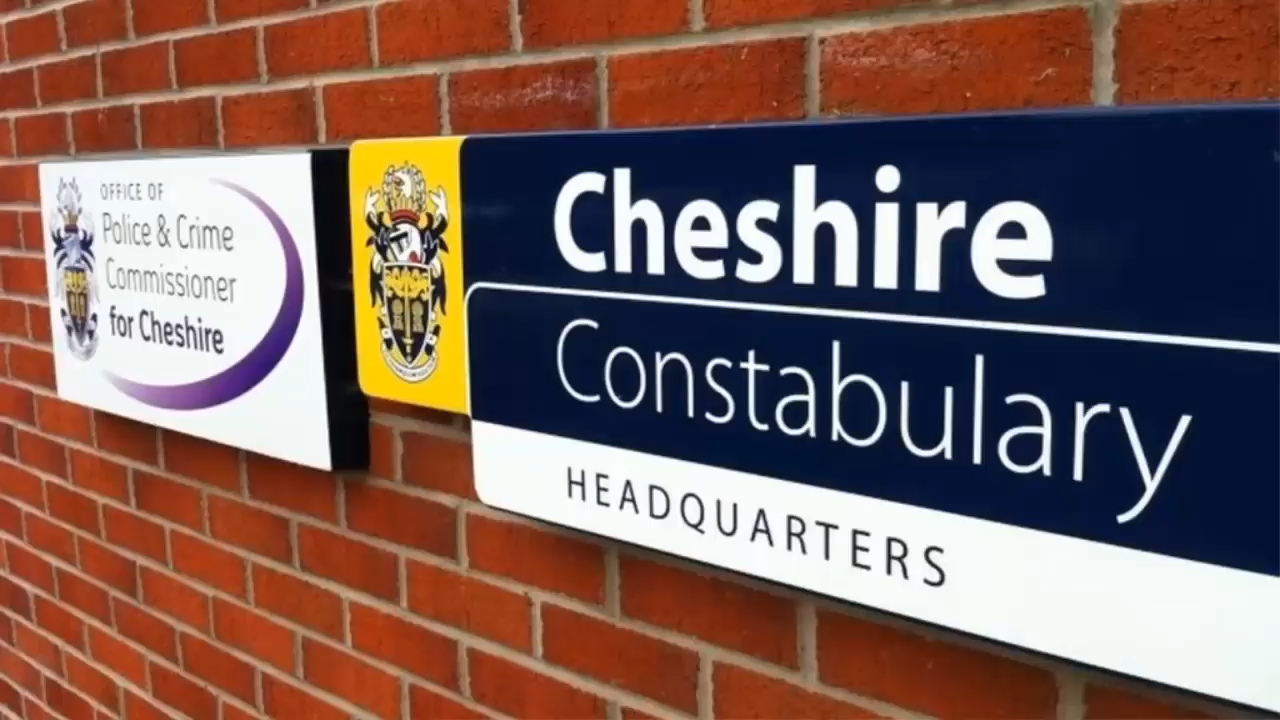 OFFICE OF
Police & Crime
Commissioner
for Cheshire
Cheshire
Constabulary
HEADQUARTERS